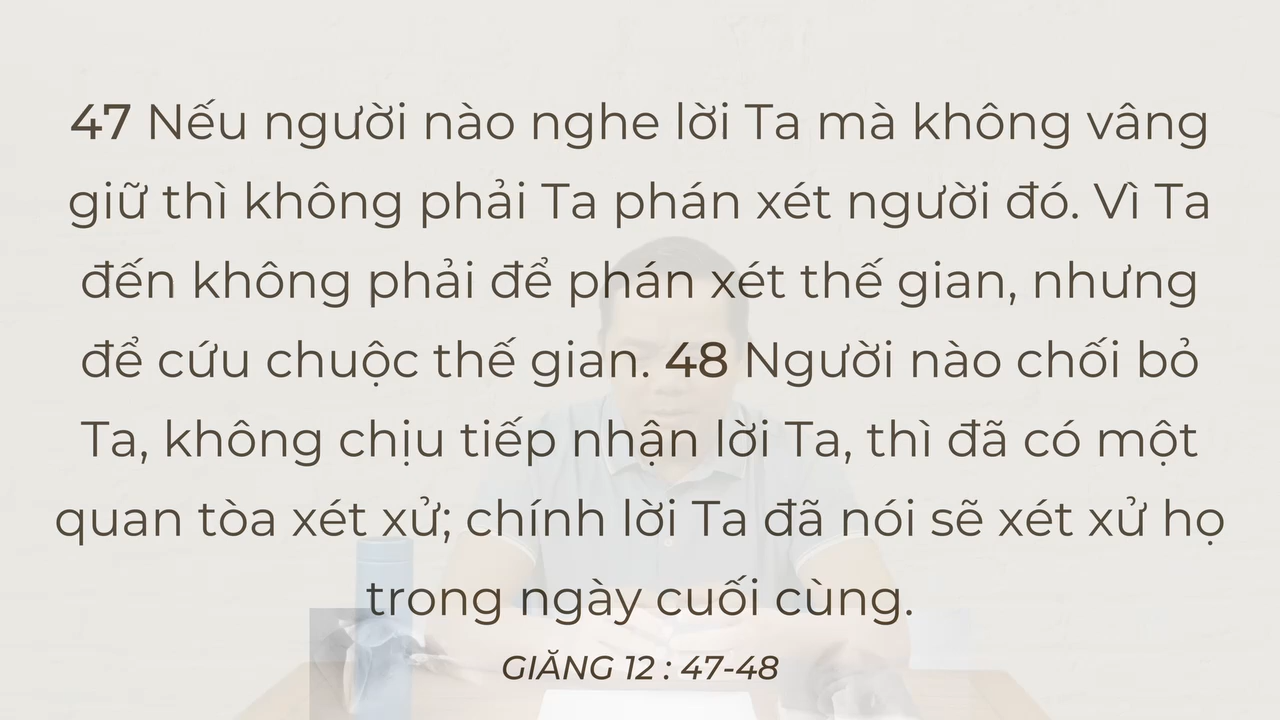 47 Nếu người nào nghe lời Ta mà không vâng
giữ thì không phải Ta phán xét người đó. Vì Ta
đến không phải để phán xét thế gian, nhưng
để cứu chuộc thế gian. 48 Người nào chối bỏ
Ta, không chịu tiếp nhận lời Ta, thì đã có một
quan tòa xét xử; chính lời Ta đã nói sẽ xét xử họ
trong ngày cuối cùng.
GIĂNG 12 : 47-48